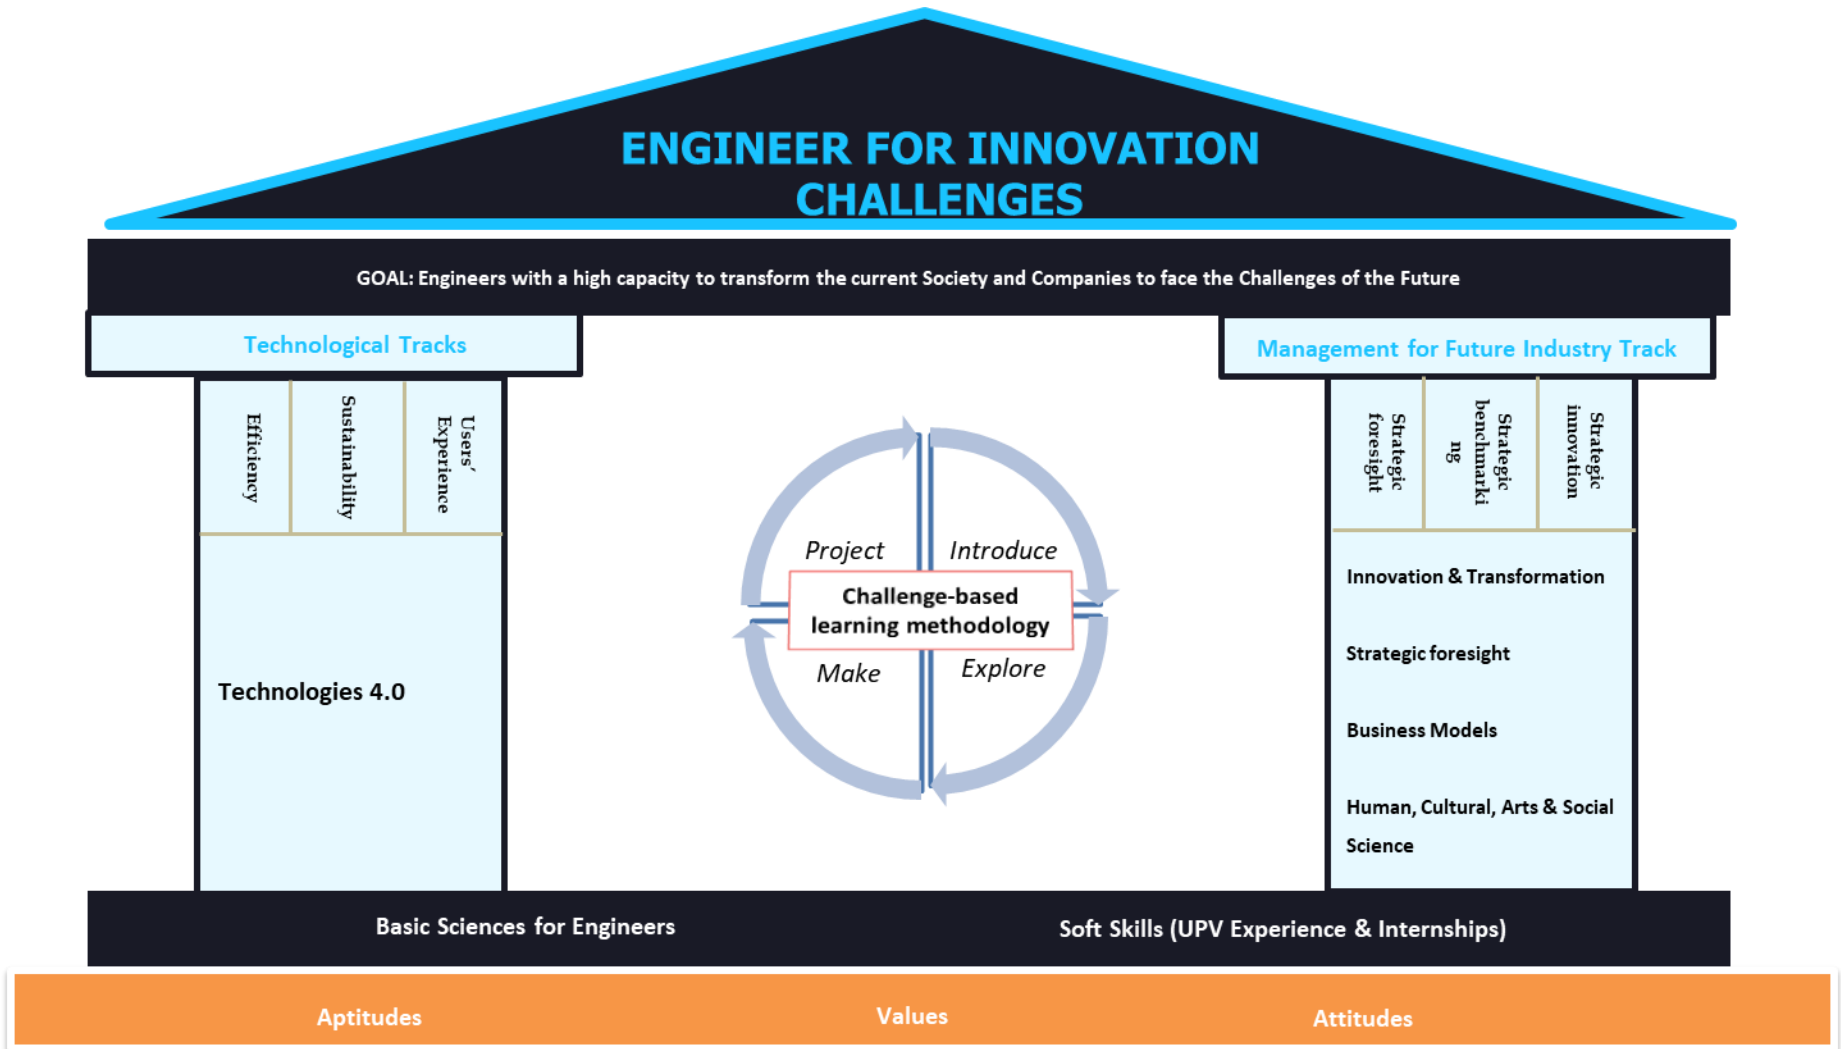 ENGINEER FOR INNOVATION
CHALLENGES
GOAL: Engineers with a high capacity to transform the current Society and Companies to face the Challenges of the Future
Technological Tracks
Management for Future Industry Track
Efficiency
Sustainability
Users’
Experience
Strategic
foresight
Strategic
benchmarki
ng
Strategic
innovation
Project
Introduce
Challenge-based
learning methodology
Make
Explore
Technologies 4.0
Innovation & Transformation
Strategic foresight
Business Models
Human, Cultural, Arts & Social
Science
Basic Sciences for Engineers
Soft Skills (UPV Experience & Internships)
Aptitudes
Values
Attitudes